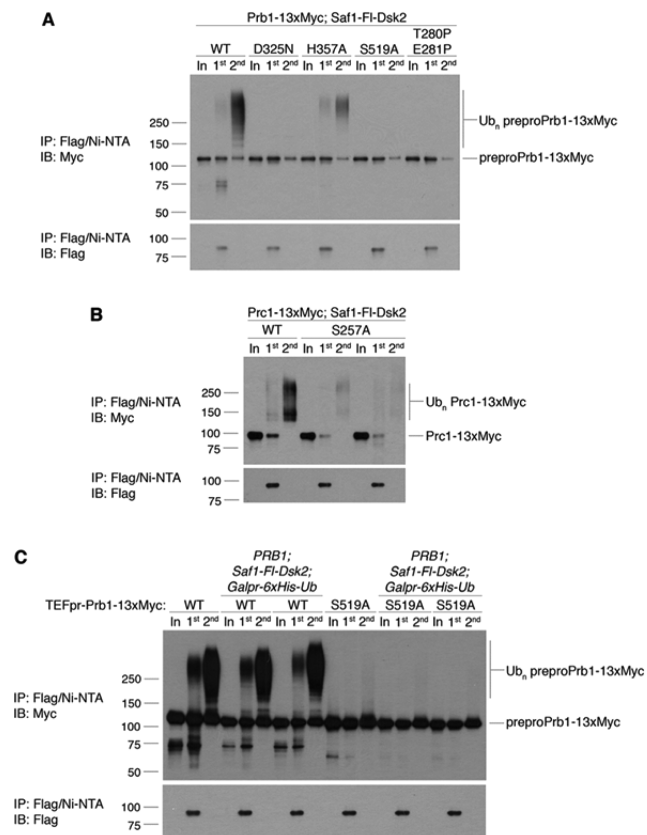 A
Prb1-13xMyc; Saf1-Fl-Dsk2
T280P
WT D325N H357A S519A E281P
In 1st 2nd In 1st 2nd In 1st 2nd In 1st 2nd In 1st 2nd
250
150
100
75
50
IP: Flag/Ni-NTA
IB: Myc
Ubn preproPrb1-13xMyc
preproPrb1-13xMyc
IP: Flag/Ni-NTA
IB: Flag
100
75
B
Prc1-13xMyc; Saf1-Fl-Dsk2
WT S257A
In 1st 2nd In 1st 2nd In 1st 2nd
250
150
100
75
IP: Flag/Ni-NTA
IB: Myc
Ubn Prc1-13xMyc
Prc1-13xMyc
IP: Flag/Ni-NTA
IB: Flag
100
75
C
PRB1; PRB1;
Saf1-Fl-Dsk2; Saf1-Fl-Dsk2;
Galpr-6xHis-Ub Galpr-6xHis-Ub
TEFpr-Prb1-13xMyc: WT WT WT S519A S519A S519A
In 1st 2nd In 1st 2nd In 1st 2nd In 1st 2nd In 1st 2nd In 1st 2nd
250
150
100
75
50
IP: Flag/Ni-NTA
IB: Myc
Ubn preproPrb1-13xMyc
preproPrb1-13xMyc
IP: Flag/Ni-NTA
IB: Flag
100
75